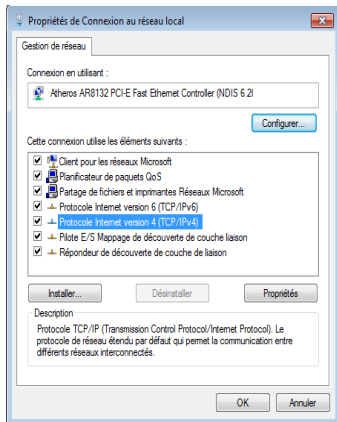 Propriétés de Connexion au réseau local
Gestion de réseau
Connexion en utilisant :
Atheros AR8132 PCI-E Fast Ethernet Controller (NDIS 6.2(
Configurer...
Cette connexion utilise les éléments suivants :
Client pour les réseaux Microsoft
Planificateur de paquets QoS
Partage de fichiers et imprimantes Réseaux Microsoft
Protocole Internet version 6 (TCP/IPv6)
Protocole Internet version 4 (TCP/IPv4)
Pilote E/S Mappage de découverte de couche liaison
Répondeur de découverte de couche de liaison
Installer...
Désinstaller
Propriétés
Description
Protocole TCP/IP (Transmission Control Protocol/Internet Protocol). Le
protocole de réseau étendu par défaut qui permet la communication entre
différents réseaux interconnectés.
OK
Annuler